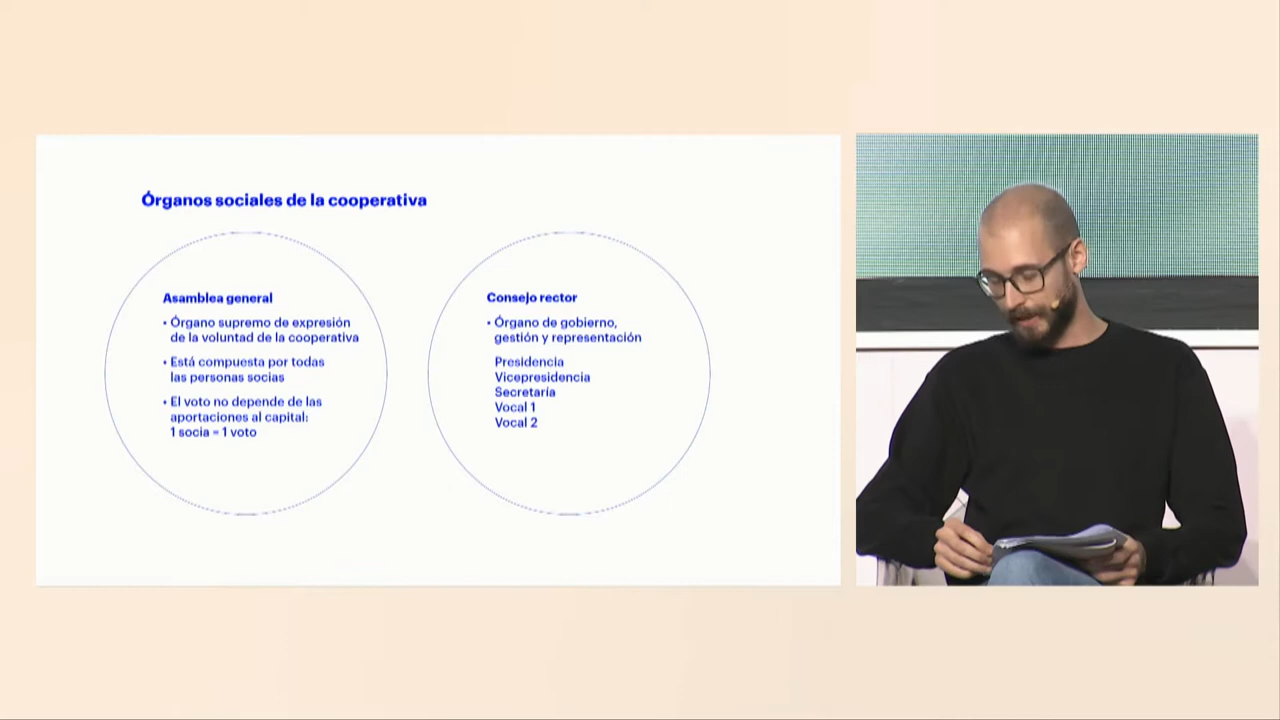 Órganos sociales de la cooperativa
Asamblea general
• Órgano supremo de expresión
de la voluntad de la cooperativa
• Está compuesta por todas
las personas socias
• El voto no depende de las
aportaciones al capital:
1 socia = 1 voto
Consejo rector
• Órgano de gobierno,
gestión y representación
Presidencia
Vicepresidencia
Secretaría
Vocal 1
Vocal 2